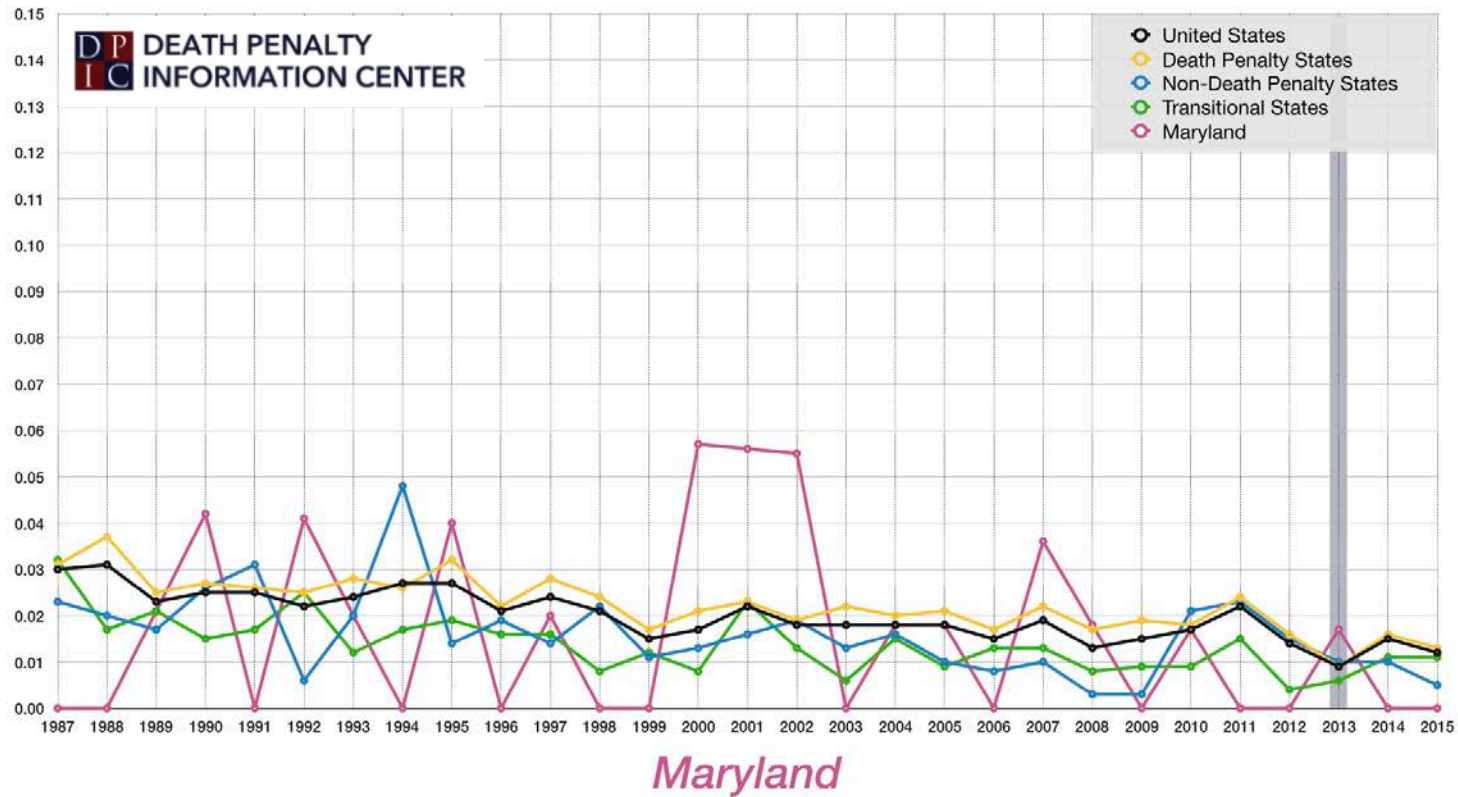 0.15
0.14
0.13
0.12
0.11
0.10
0.09
0.08
0.07
0.06
0.05
0.04
0.03
0.02
0.01
0.00
DP
IC
DEATH PENALTY
INFORMATION CENTER
United States
Death Penalty States
Non-Death Penalty States
Transitional States
Maryland
1987 1988 1989 1990 1991 1992 1993 1994 1995 1996 1997 1998 1999 2000 2001 2002 2003 2004 2005 2006 2007 2008 2009 2010 2011 2012 2013 2014 2015
Maryland